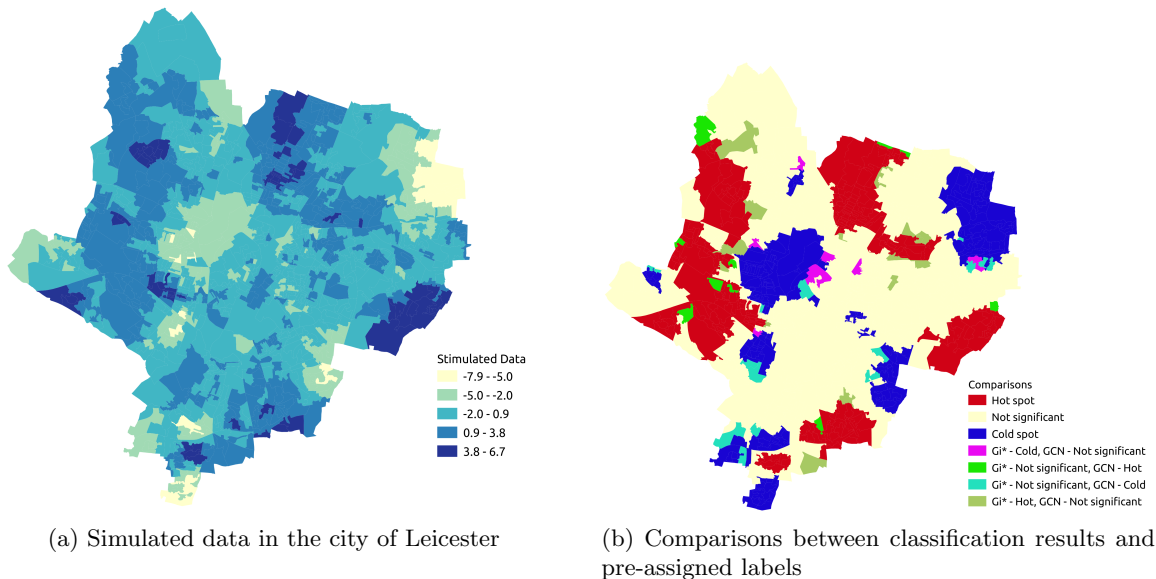 Stimulated Data
-7.9 - -5.0
-5.0 - -2.0
-2.0 - 0.9
0.9 - 3.8
3.8 - 6.7
Comparisons
Hot spot
Not significant
Cold spot
Gi* - Cold, GCN - Not significant
Gi* - Not significant, GCN - Hot
Gi* - Not significant, GCN - Cold
Gi* - Hot, GCN - Not significant
(a) Simulated data in the city of Leicester
(b) Comparisons between classification results and
pre-assigned labels